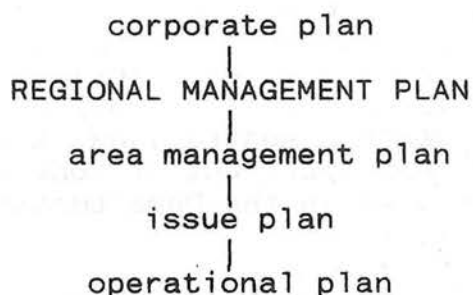 corporate plan
REGIONAL MANAGEMENT PLAN
area management plan
issue plan
operational plan